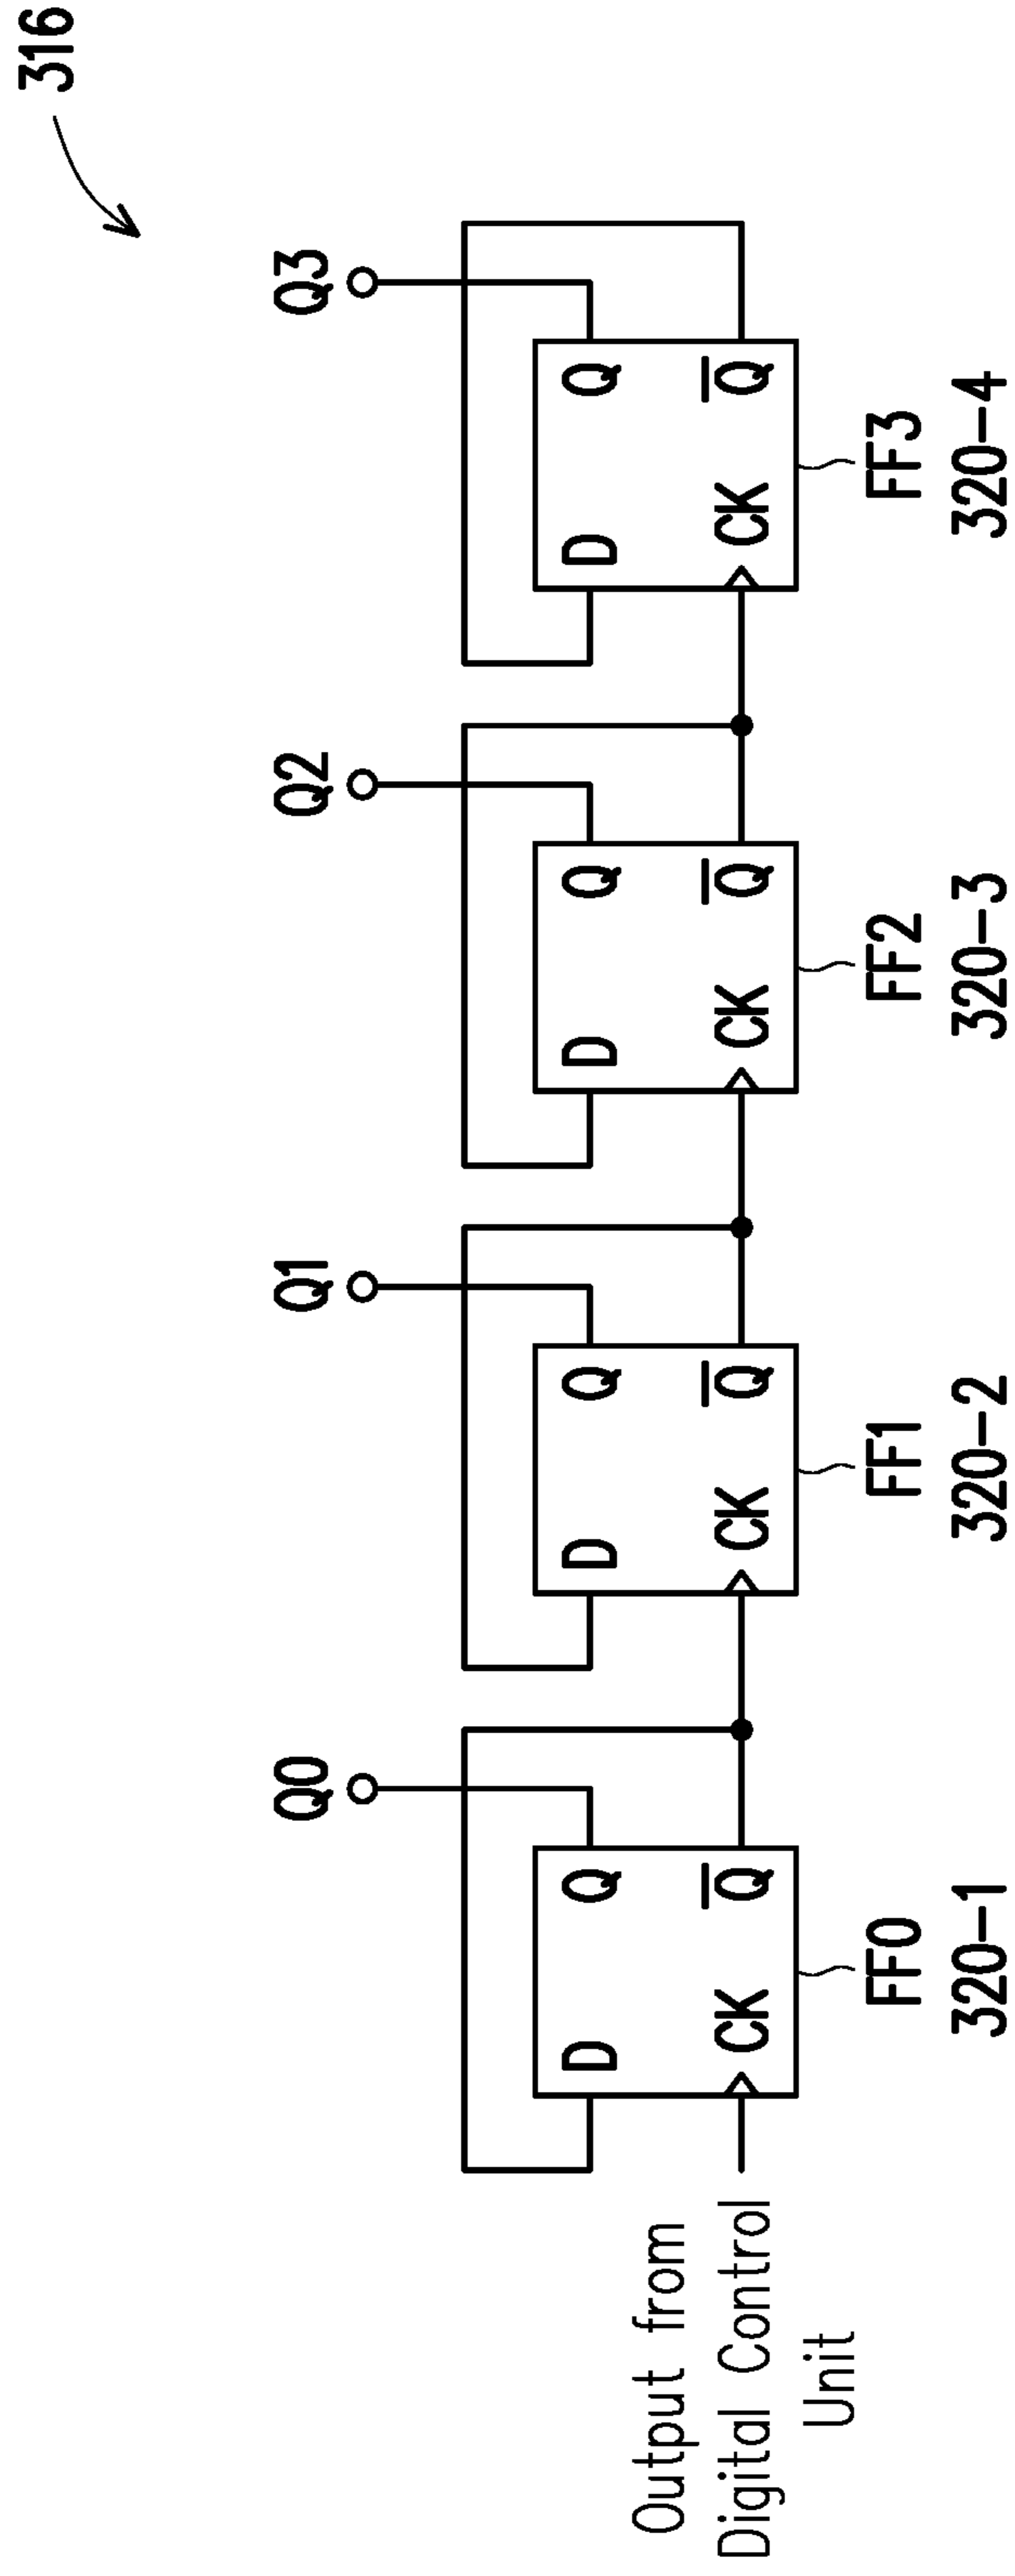 316
Q0 Q1 Q2 Q3
D Q D Q D Q D Q
CK Q̅ CK Q̅ CK Q̅ CK Q̅
Output from
Digital Control
Unit
FF0 FF1 FF2 FF3
320-1 320-2 320-3 320-4